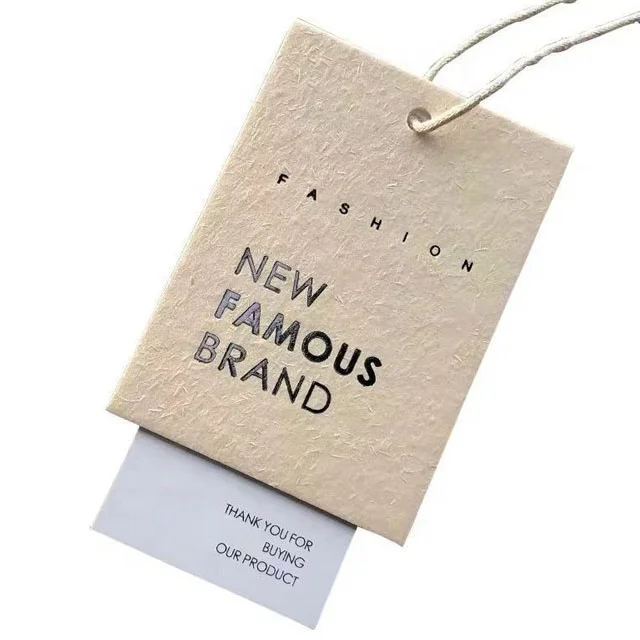 FASHION
NEW
FAMOUS
BRAND
THANK YOU FOR
BUYING
OUR PRODUCT